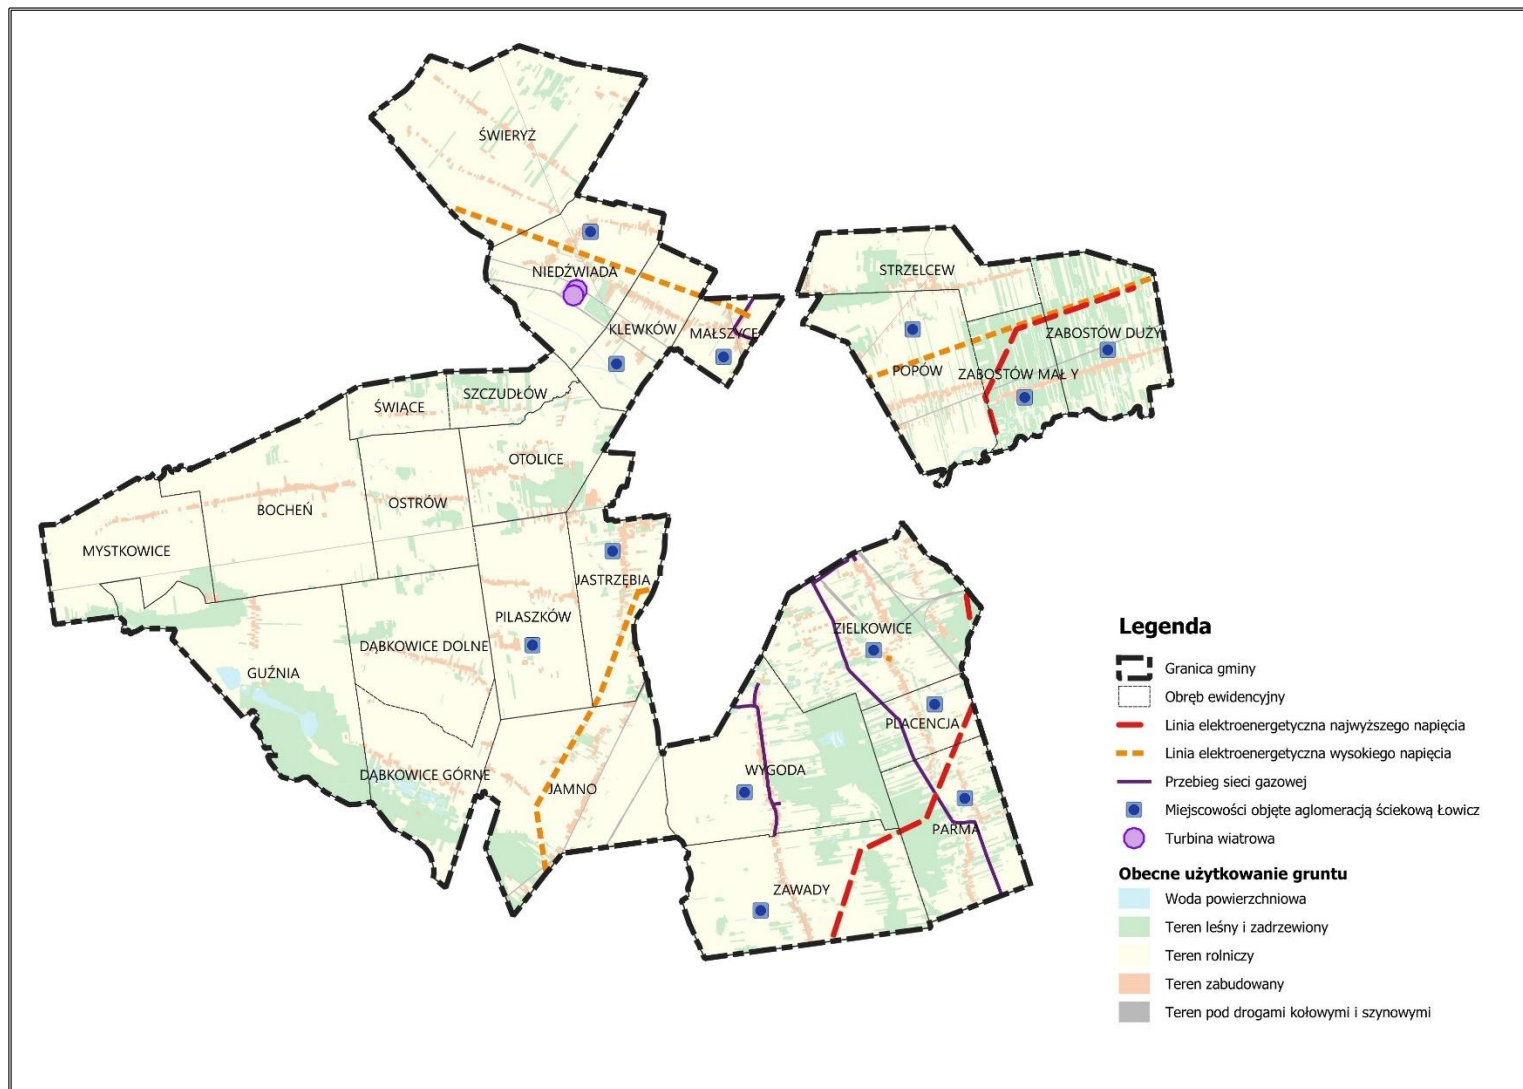 ŚWIERYŻ
NIEDŹWIADA
STRZELCEW
KLEWKÓW
MAŁSZYCE
ZABOSTÓW DUŻY
POPÓW
ZABOSTÓW MAŁ Y
SZCZUDŁÓW
ŚWIĄCE
OTOLICE
OSTRÓW
BOCHEŃ
MYSTKOWICE
JASTRZĘBIA
PILASZKÓW
ZIELKOWICE
DĄBKOWICE DOLNE
GUŹNIA
PLACENCJA
WYGODA
DĄBKOWICE GÓRNE
JAMNO
PARMA
ZAWADY
Legenda
Granica gminy
Obręb ewidencyjny
Linia elektroenergetyczna najwyższego napięcia
Linia elektroenergetyczna wysokiego napięcia
Przebieg sieci gazowej
Miejscowości objęte aglomeracją ściekową Łowicz
Turbina wiatrowa
Obecne użytkowanie gruntu
Woda powierzchniowa
Teren leśny i zadrzewiony
Teren rolniczy
Teren zabudowany
Teren pod drogami kołowymi i szynowymi